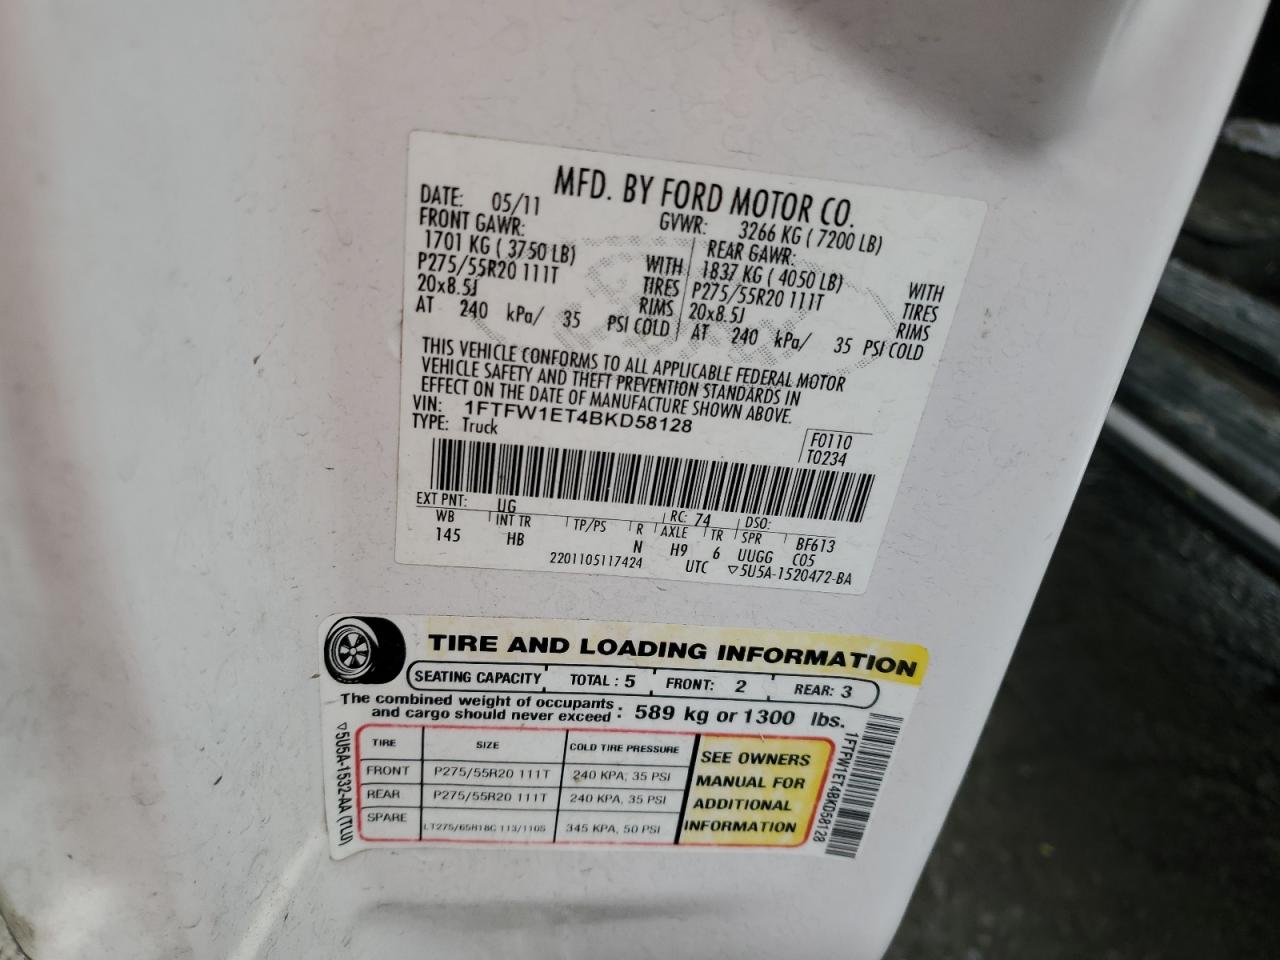 MFD. BY FORD MOTOR CO.
DATE: 05/11 GVWR: 3266 KG ( 7200 LB)
FRONT GAWR: REAR GAWR:
1701 KG ( 3750 LB) WITH 1837 KG ( 4050 LB) WITH
P275/55R20 111T TIRES P275/55R20 111T TIRES
20x8.5J RIMS 20x8.5J RIMS
AT 240 kPa/ 35 PSI COLD AT 240 kPa/ 35 PSI COLD
THIS VEHICLE CONFORMS TO ALL APPLICABLE FEDERAL MOTOR
VEHICLE SAFETY AND THEFT PREVENTION STANDARDS IN
EFFECT ON THE DATE OF MANUFACTURE SHOWN ABOVE.
VIN: 1FTFW1ET4BKD58128
TYPE: Truck
F0110
T0234
EXT PNT: UG RC: 74 DSO:
WB INT TR TP/PS R AXLE TR SPR BF613
145 HB N H9 6 UUGG C05
2201105117424 UTC ▽5U5A-1520472-BA
TIRE AND LOADING INFORMATION
SEATING CAPACITY TOTAL : 5 FRONT: 2 REAR: 3
The combined weight of occupants
and cargo should never exceed : 589 kg or 1300 lbs.
TIRE SIZE COLD TIRE PRESSURE
FRONT P275/55R20 111T 240 KPA, 35 PSI
REAR P275/55R20 111T 240 KPA, 35 PSI
SPARE LT275/65R18C 113/110S 345 KPA, 50 PSI
SEE OWNERS
MANUAL FOR
ADDITIONAL
INFORMATION
▽5U5A-1532-AA (TLU)
1FTFW1ET4BKD58128